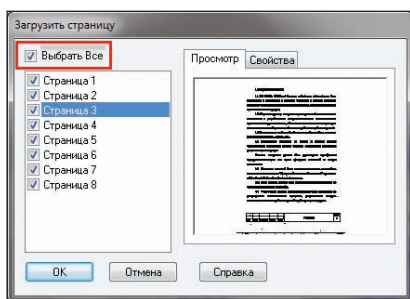 Загрузить страницу
Выбрать Все
Страница 1
Страница 2
Страница 3
Страница 4
Страница 5
Страница 6
Страница 7
Страница 8
Просмотр Свойства
OK Отмена Справка